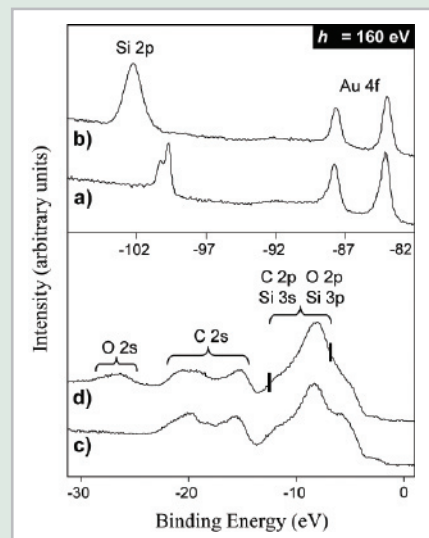 h = 160 eV
Si 2p
Au 4f
b)
a)
-102 -97 -92 -87 -82
C 2p O 2p
Si 3s Si 3p
O 2s
C 2s
d)
c)
-30 -20 -10 0
Binding Energy (eV)
Intensity (arbitrary units)